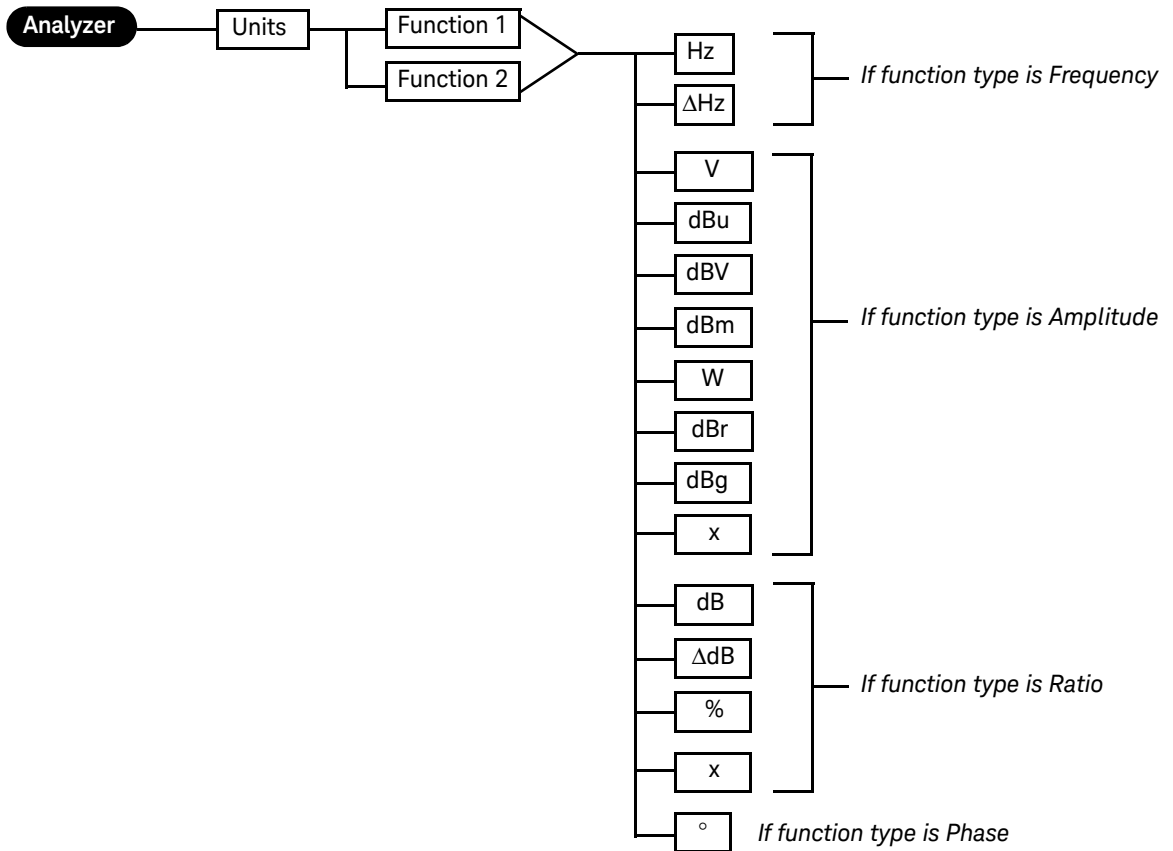 Analyzer
Units
Function 1
Function 2
Hz
ΔHz
If function type is Frequency
V
dBu
dBV
dBm
W
dBr
dBg
x
If function type is Amplitude
dB
ΔdB
%
x
If function type is Ratio
°
If function type is Phase